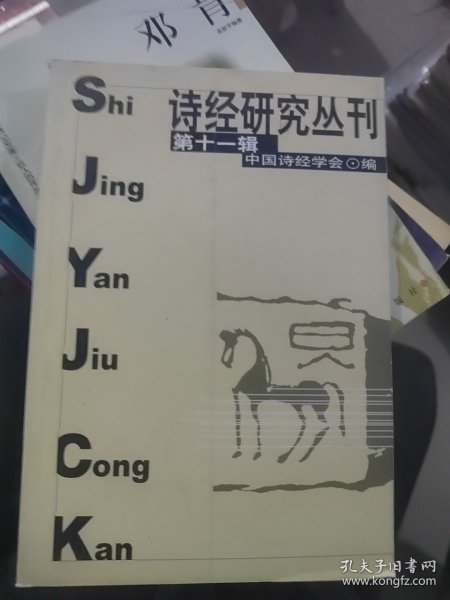 邓
诗经研究丛刊
第十一辑
中国诗经学会⊙编
Shi
Jing
Yan
Jiu
Cong
Kan
孔夫子旧书网
www.kongfz.com